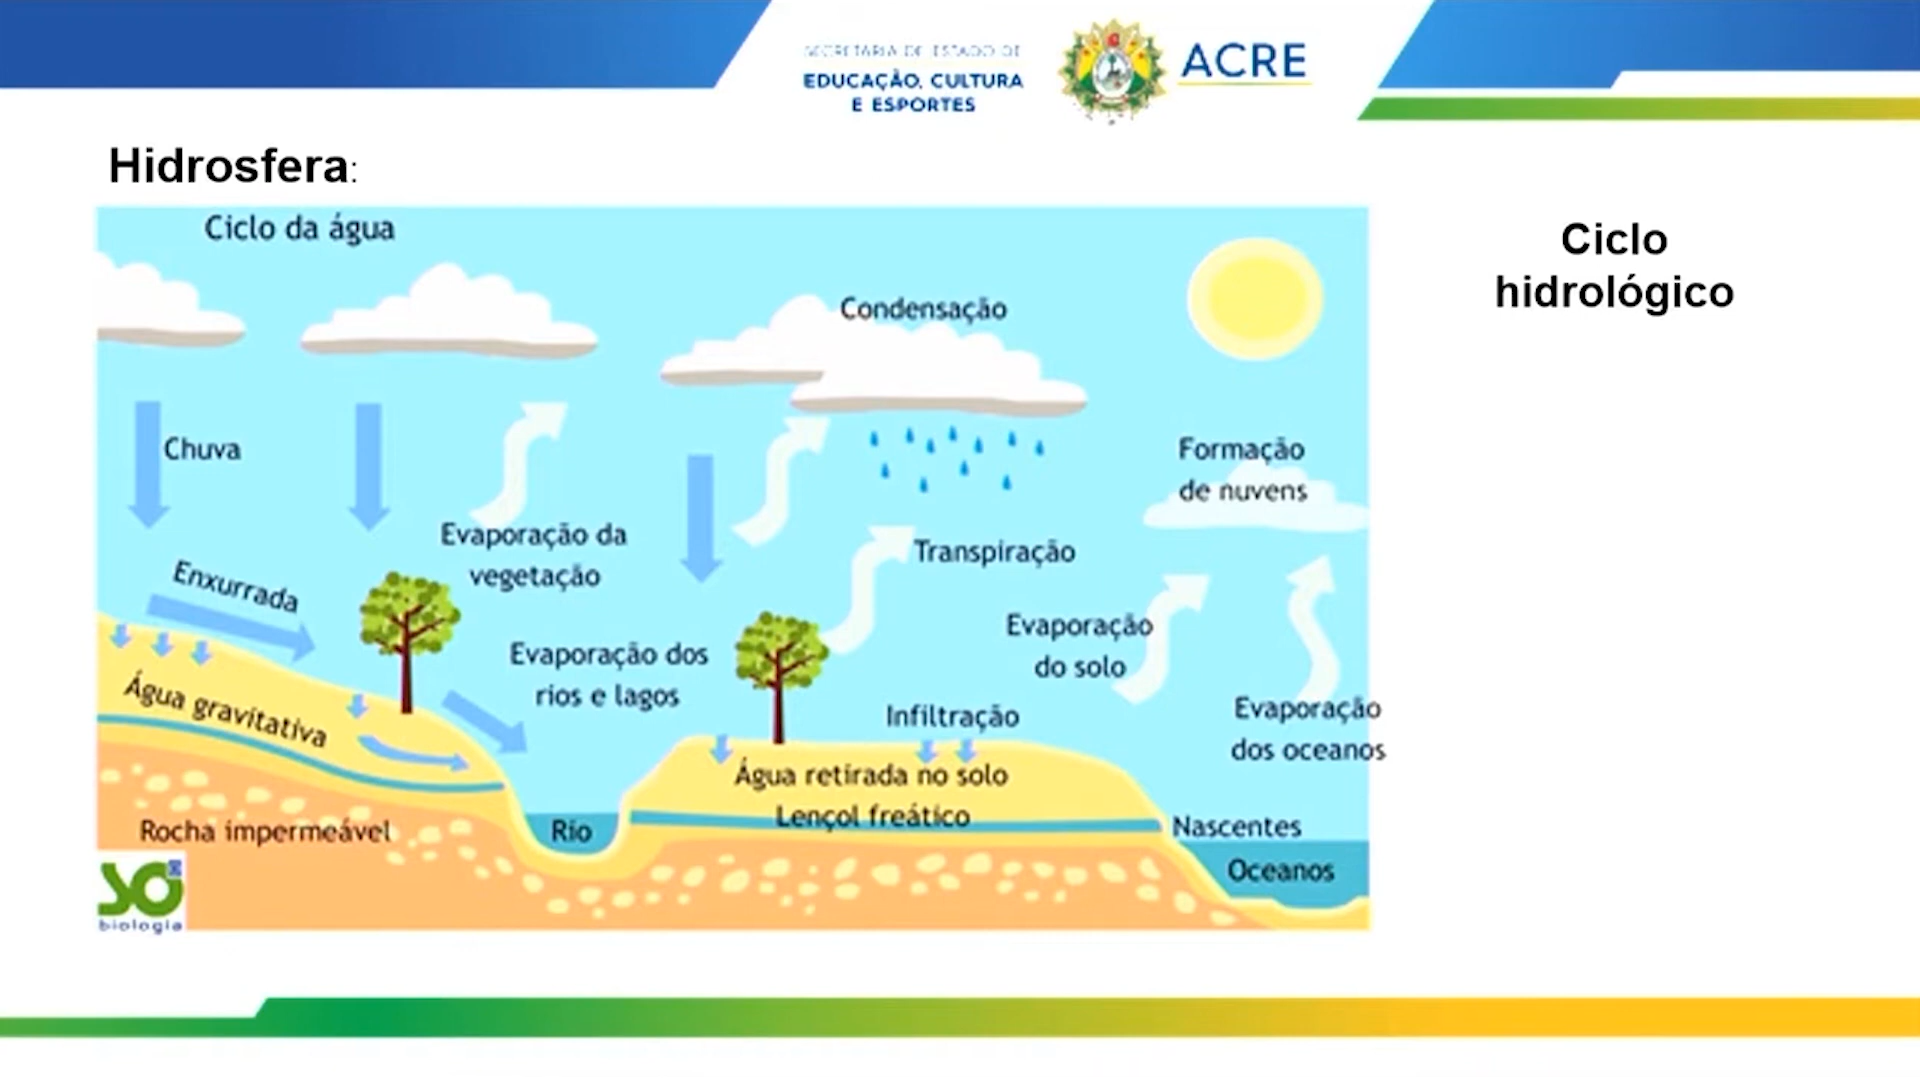 SECRETARIA DE ESTADO DE
EDUCAÇÃO, CULTURA
E ESPORTES
ACRE
Hidrosfera:
Ciclo da água
Ciclo
hidrológico
Condensação
Chuva
Formação
de nuvens
Evaporação da
vegetação
Transpiração
Enxurrada
Evaporação
do solo
Evaporação dos
rios e lagos
Água gravitativa
Infiltração
Evaporação
dos oceanos
Água retirada no solo
Lençol freático
Rocha impermeável
Rio
Nascentes
Oceanos
SÓ
biologia